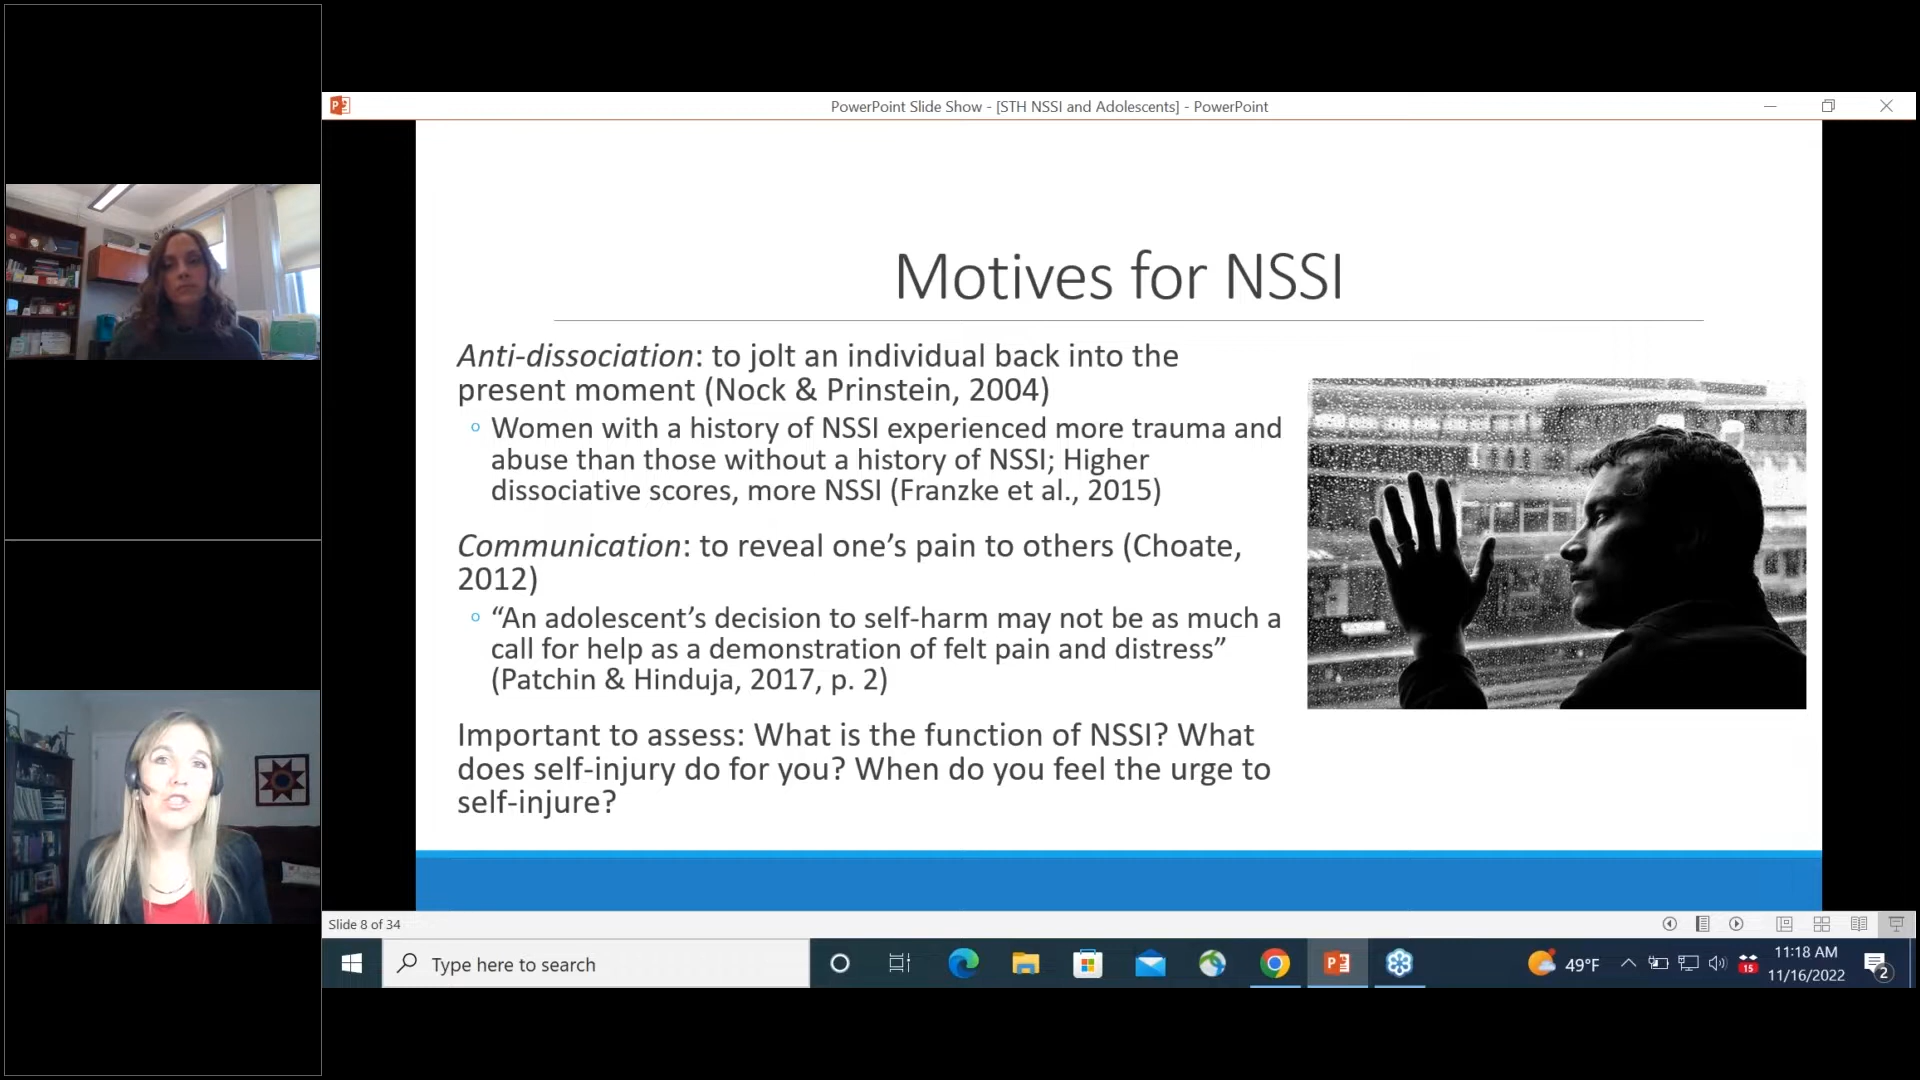 PowerPoint Slide Show - [STH NSSI and Adolescents] - PowerPoint
Motives for NSSI
Anti-dissociation: to jolt an individual back into the
present moment (Nock & Prinstein, 2004)
Women with a history of NSSI experienced more trauma and
abuse than those without a history of NSSI; Higher
dissociative scores, more NSSI (Franzke et al., 2015)
Communication: to reveal one’s pain to others (Choate,
2012)
“An adolescent’s decision to self-harm may not be as much a
call for help as a demonstration of felt pain and distress”
(Patchin & Hinduja, 2017, p. 2)
Important to assess: What is the function of NSSI? What
does self-injury do for you? When do you feel the urge to
self-injure?
Slide 8 of 34
Type here to search
49°F
15
11:18 AM
11/16/2022
2